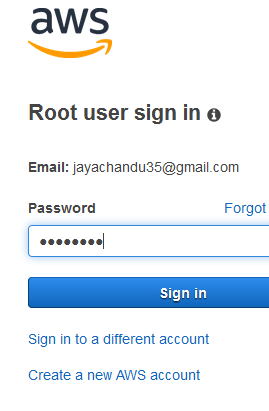 aws
Root user sign in
Email: jayachandu35@gmail.com
Password Forgot
Sign in
Sign in to a different account
Create a new AWS account